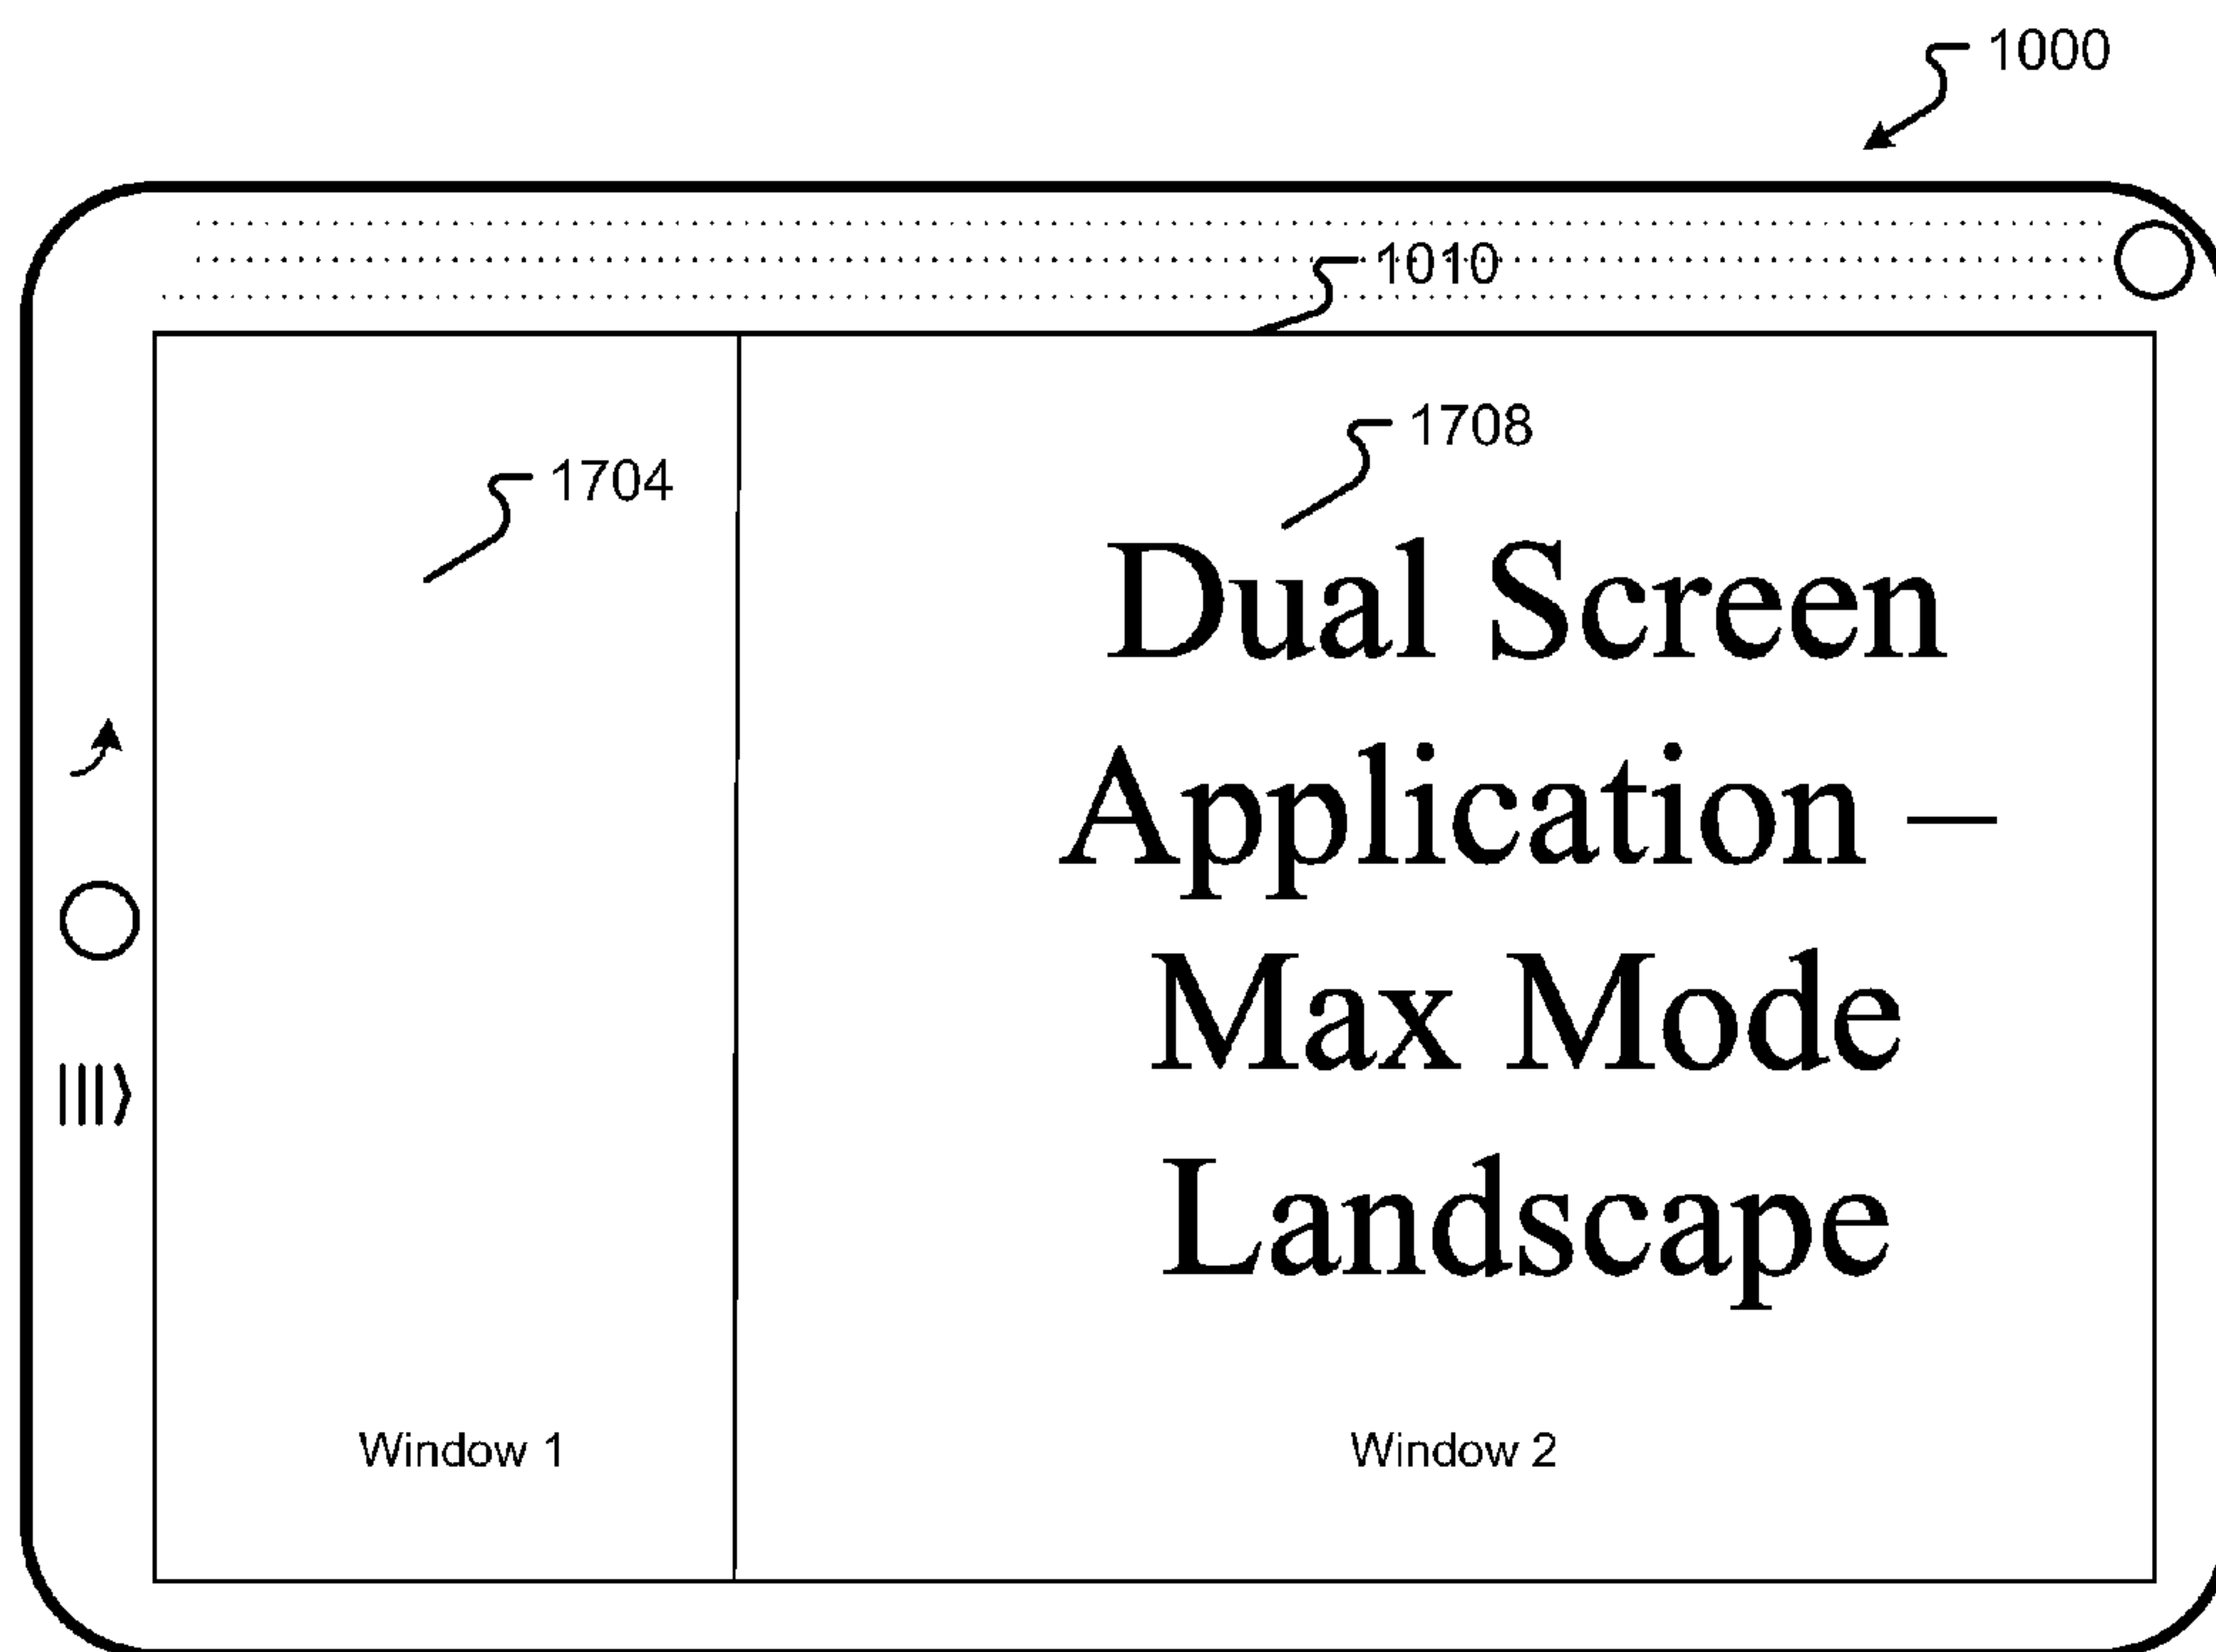 1000
1010
1708
1704
Dual Screen
Application –
Max Mode
Landscape
Window 1
Window 2